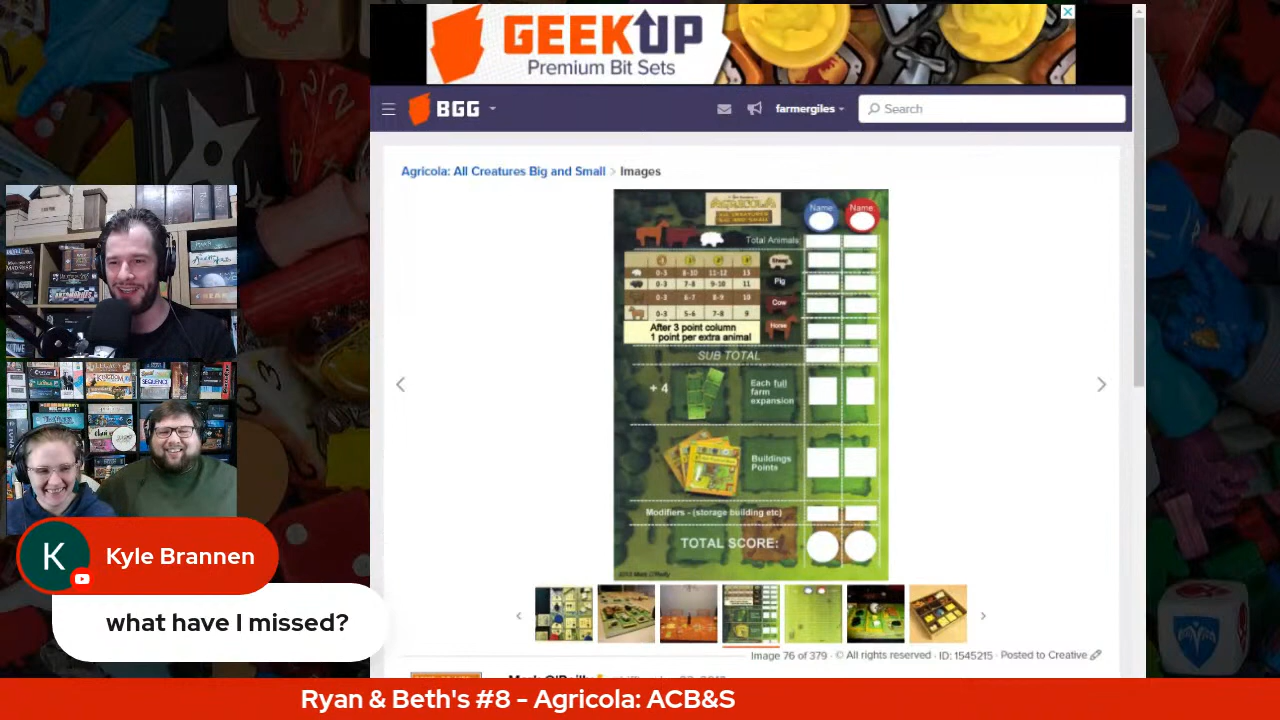 GEEKUP
Premium Bit Sets
BGG
farmergiles
Search
Agricola: All Creatures Big and Small > Images
AGRICOLA
Name
Name
Total Animals
Sheep
0-3 8-10 11-12 13
Pig
0-3 7-8 9-10 11
Cow
0-3 6-7 8-9 10
Horse
0-3 5-6 7-8 9
After 3 point column
1 point per extra animal
SUB TOTAL
+ 4
Each full
farm
expansion
Buildings
Points
Modifiers - (storage building etc)
TOTAL SCORE:
Image 76 of 379 · © All rights reserved · ID: 1545215 · Posted to Creative
LEGACY
KINGDOM
SEQUENCE
K
Kyle Brannen
what have I missed?
Ryan & Beth's #8 - Agricola: ACB&S